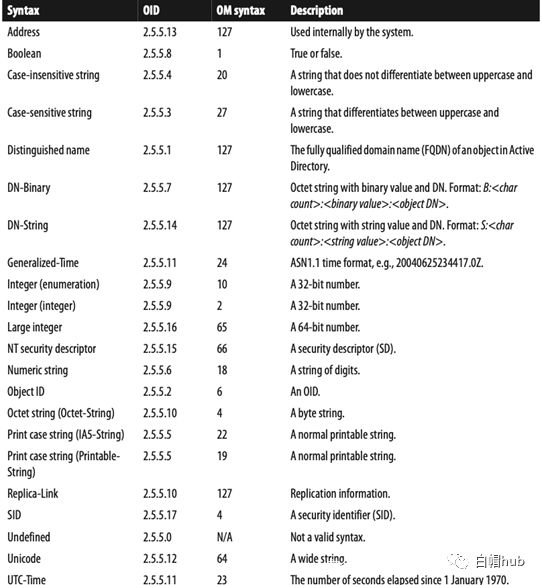 Syntax OID OM syntax Description
Address 2.5.5.13 127 Used internally by the system.
Boolean 2.5.5.8 1 True or false.
Case-insensitive string 2.5.5.4 20 A string that does not differentiate between uppercase and
lowercase.
Case-sensitive string 2.5.5.3 27 A string that differentiates between uppercase and
lowercase.
Distinguished name 2.5.5.1 127 The fully qualified domain name (FQDN) of an object in Active
Directory.
DN-Binary 2.5.5.7 127 Octet string with binary value and DN. Format: B:<char
count>:<binary value>:<object DN>.
DN-String 2.5.5.14 127 Octet string with string value and DN. Format: S:<char
count>:<string value>:<object DN>.
Generalized-Time 2.5.5.11 24 ASN1.1 time format, e.g., 20040625234417.0Z.
Integer (enumeration) 2.5.5.9 10 A 32-bit number.
Integer (integer) 2.5.5.9 2 A 32-bit number.
Large integer 2.5.5.16 65 A 64-bit number.
NT security descriptor 2.5.5.15 66 A security descriptor (SD).
Numeric string 2.5.5.6 18 A string of digits.
Object ID 2.5.5.2 6 An OID.
Octet string (Octet-String) 2.5.5.10 4 A byte string.
Print case string (IA5-String) 2.5.5.5 22 A normal printable string.
Print case string (Printable-
String) 2.5.5.5 19 A normal printable string.
Replica-Link 2.5.5.10 127 Replication information.
SID 2.5.5.17 4 A security identifier (SID).
Undefined 2.5.5.0 N/A Not a valid syntax.
Unicode 2.5.5.12 64 A wide string.
白帽hub
UTC-Time 2.5.5.11 23 The number of seconds elapsed since 1 January 1970.